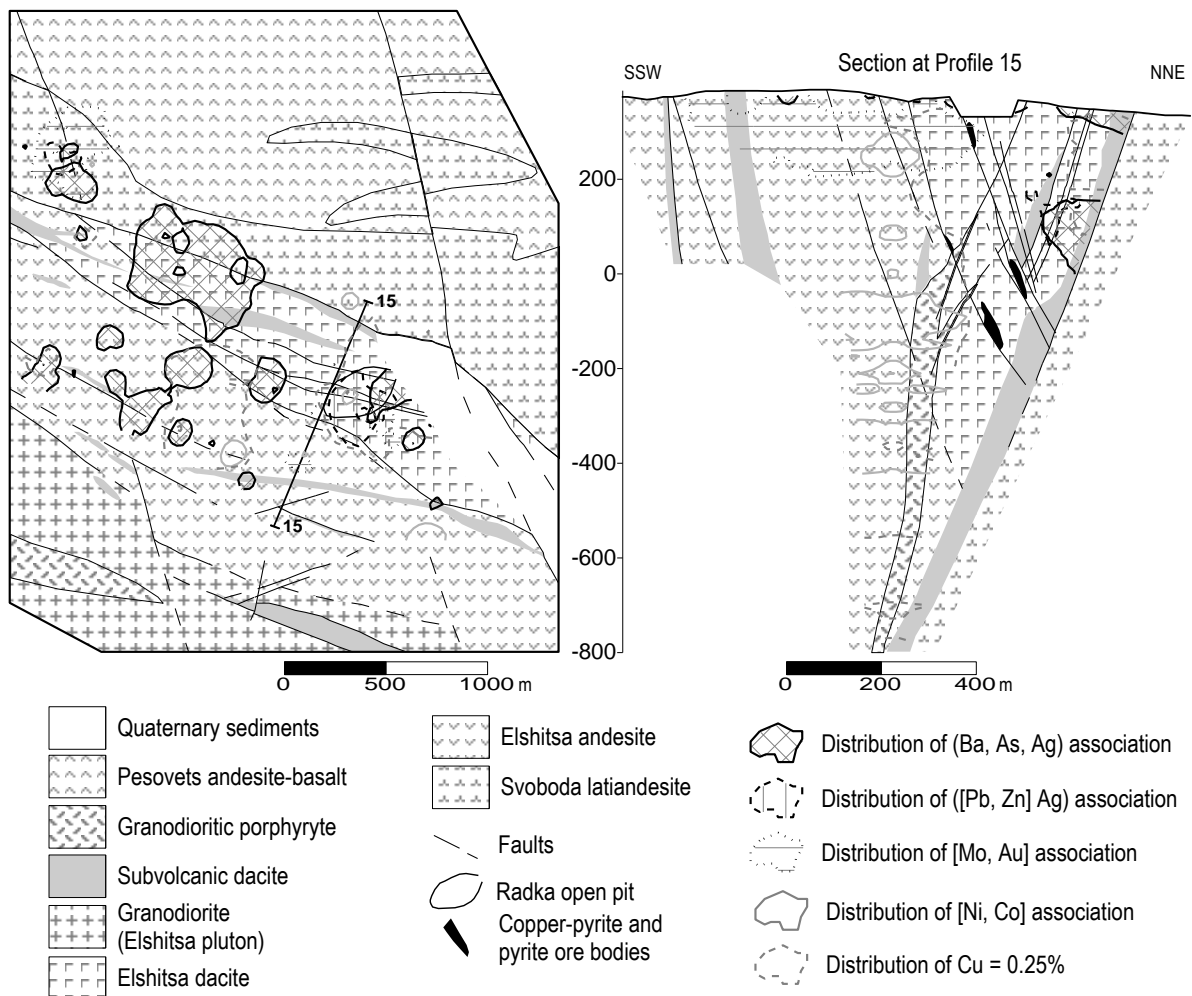 Section at Profile 15
SSW
NNE
200
0
-200
-400
-600
-800
15
15
0 500 1000 m
0 200 400 m
Quaternary sediments
Pesovets andesite-basalt
Granodioritic porphyryte
Subvolcanic dacite
Granodiorite
(Elshitsa pluton)
Elshitsa dacite
Elshitsa andesite
Svoboda latiandesite
Faults
Radka open pit
Copper-pyrite and
pyrite ore bodies
Distribution of (Ba, As, Ag) association
Distribution of ([Pb, Zn] Ag) association
Distribution of [Mo, Au] association
Distribution of [Ni, Co] association
Distribution of Cu = 0.25%